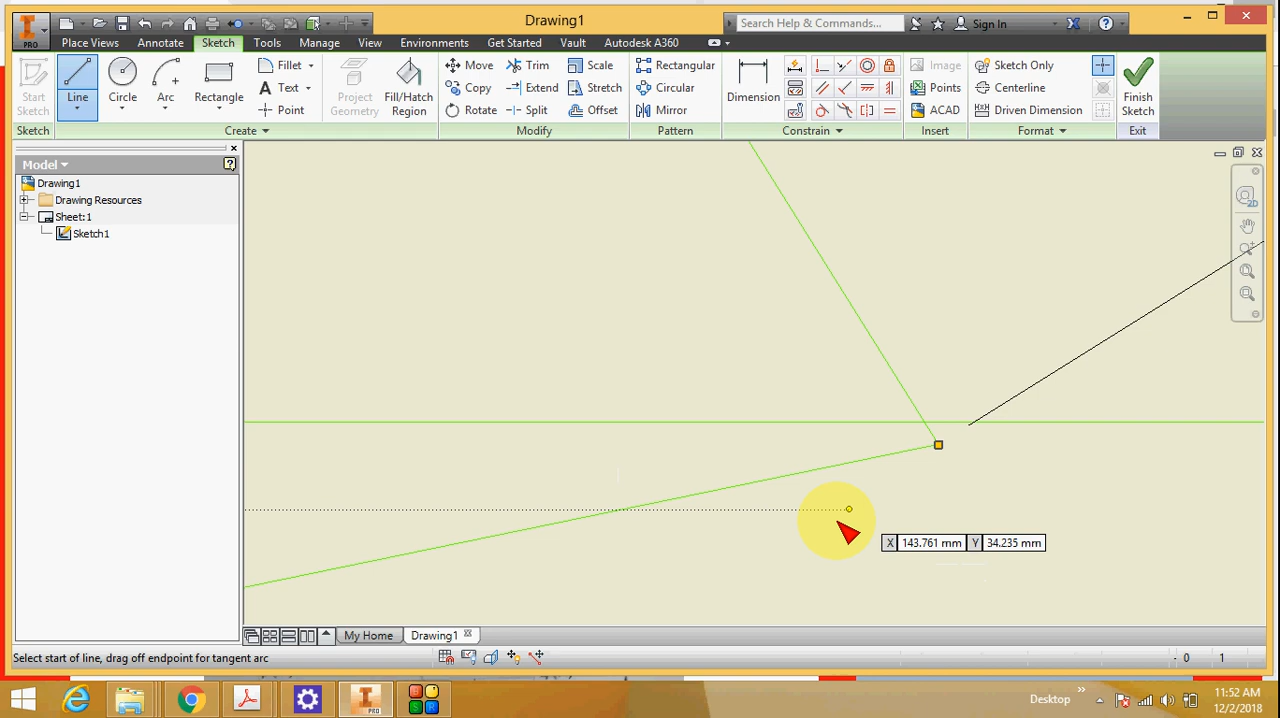 Drawing1
Search Help & Commands...
Sign In
PRO
Place Views
Annotate
Sketch
Tools
Manage
View
Environments
Get Started
Vault
Autodesk A360
Start Sketch
Line
Circle
Arc
Rectangle
Fillet
Text
Point
Project Geometry
Fill/Hatch Region
Move
Copy
Rotate
Trim
Extend
Split
Scale
Stretch
Offset
Rectangular
Circular
Mirror
Dimension
Image
Points
ACAD
Sketch Only
Centerline
Driven Dimension
Finish Sketch
Sketch
Create
Modify
Pattern
Constrain
Insert
Format
Exit
Model
Drawing1
Drawing Resources
Sheet:1
Sketch1
2D
X 143.761 mm Y 34.235 mm
My Home
Drawing1
Select start of line, drag off endpoint for tangent arc
0 1
PRO
Desktop
11:52 AM
12/2/2018